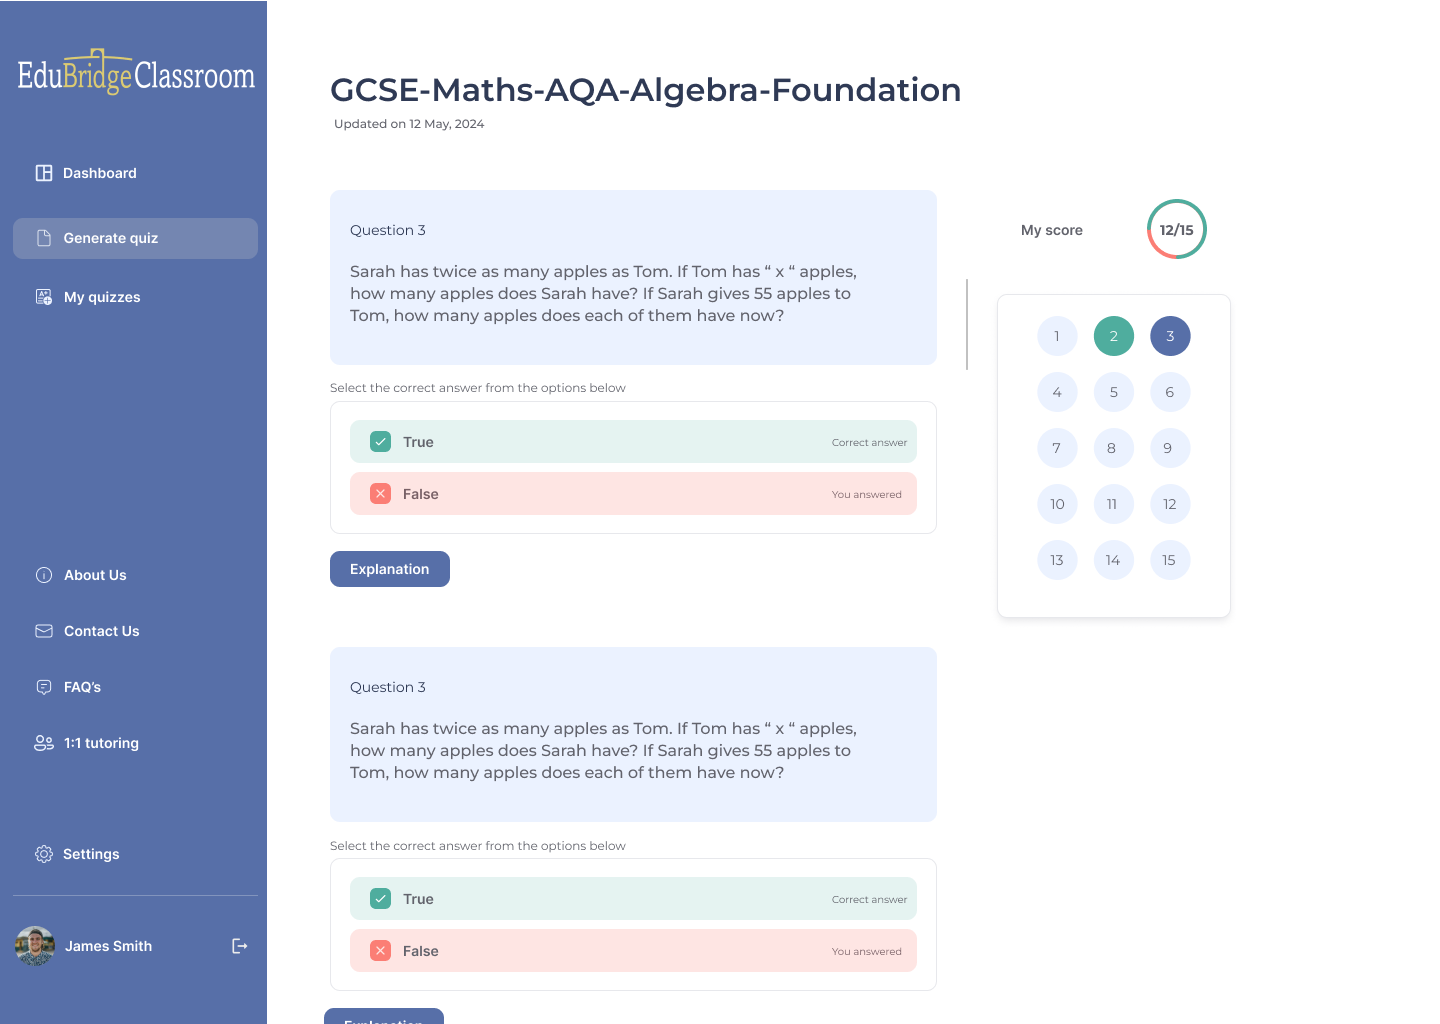 EduBridgeClassroom
Dashboard
Generate quiz
My quizzes
About Us
Contact Us
FAQ's
1:1 tutoring
Settings
James Smith
GCSE-Maths-AQA-Algebra-Foundation
Updated on 12 May, 2024
Question 3
Sarah has twice as many apples as Tom. If Tom has “ x “ apples,
how many apples does Sarah have? If Sarah gives 55 apples to
Tom, how many apples does each of them have now?
Select the correct answer from the options below
True Correct answer
False You answered
Explanation
Question 3
Sarah has twice as many apples as Tom. If Tom has “ x “ apples,
how many apples does Sarah have? If Sarah gives 55 apples to
Tom, how many apples does each of them have now?
Select the correct answer from the options below
True Correct answer
False You answered
Explanation
My score 12/15
1 2 3
4 5 6
7 8 9
10 11 12
13 14 15